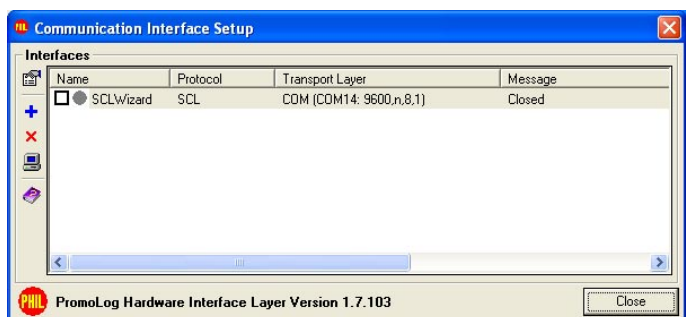 PHIL Communication Interface Setup
Interfaces
Name Protocol Transport Layer Message
SCLWizard SCL COM (COM14: 9600,n,8,1) Closed
PHIL PromoLog Hardware Interface Layer Version 1.7.103 Close